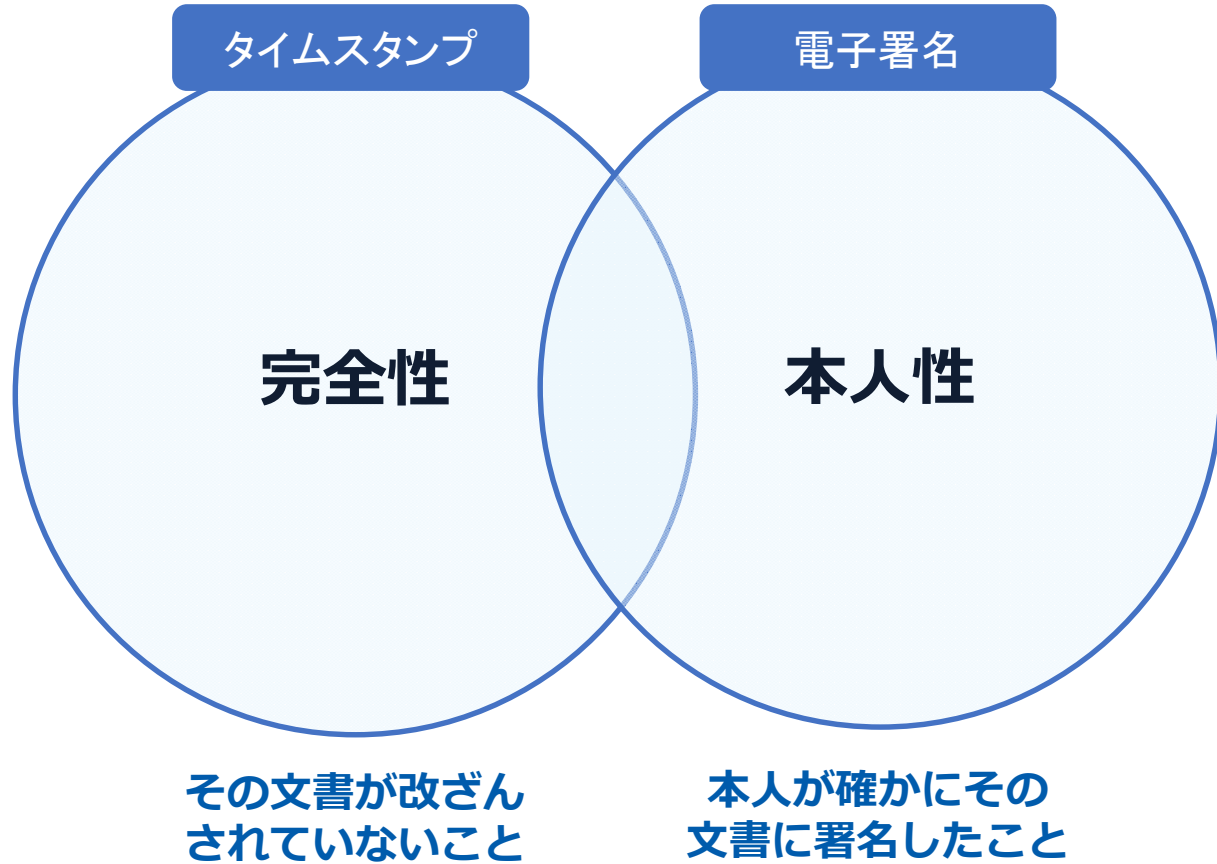 タイムスタンプ
電子署名
完全性
本人性
その文書が改ざん
されていないこと
本人が確かにその
文書に署名したこと